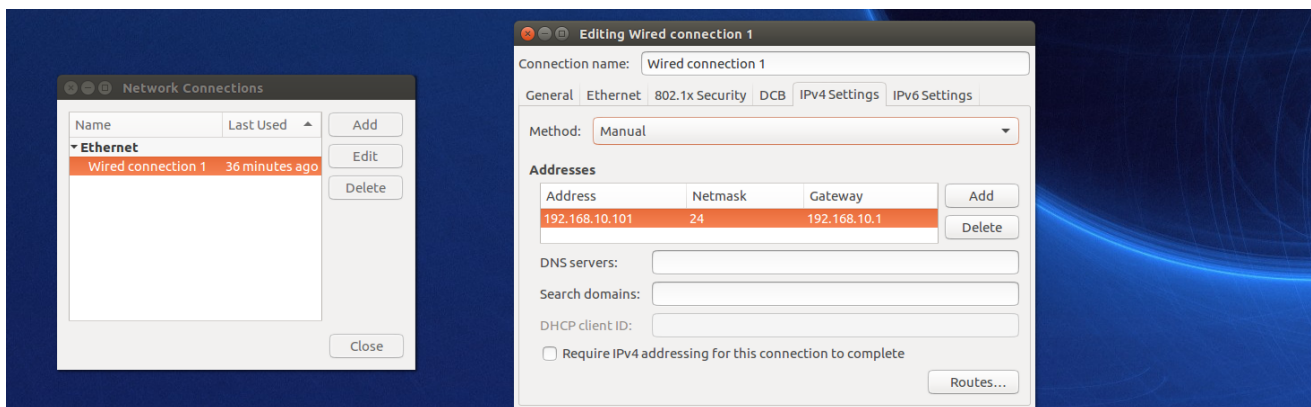 Network Connections
Name Last Used
Ethernet
Wired connection 1 36 minutes ago
Add
Edit
Delete
Close
Editing Wired connection 1
Connection name: Wired connection 1
General Ethernet 802.1x Security DCB IPv4 Settings IPv6 Settings
Method: Manual
Addresses
Address Netmask Gateway
192.168.10.101 24 192.168.10.1
Add
Delete
DNS servers:
Search domains:
DHCP client ID:
Require IPv4 addressing for this connection to complete
Routes...